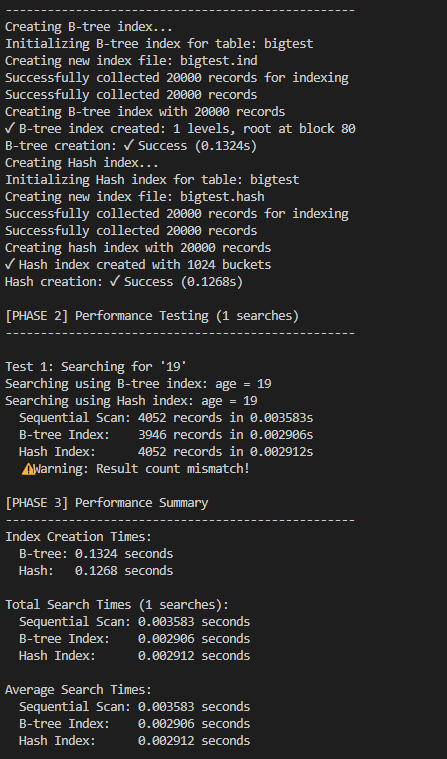 --------------------------------------------------
Creating B-tree index...
Initializing B-tree index for table: bigtest
Creating new index file: bigtest.ind
Successfully collected 20000 records for indexing
Successfully collected 20000 records
Creating B-tree index with 20000 records
✓ B-tree index created: 1 levels, root at block 80
B-tree creation: ✓ Success (0.1324s)
Creating Hash index...
Initializing Hash index for table: bigtest
Creating new index file: bigtest.hash
Successfully collected 20000 records for indexing
Successfully collected 20000 records
Creating hash index with 20000 records
✓ Hash index created with 1024 buckets
Hash creation: ✓ Success (0.1268s)

[PHASE 2] Performance Testing (1 searches)
--------------------------------------------------

Test 1: Searching for '19'
Searching using B-tree index: age = 19
Searching using Hash index: age = 19
  Sequential Scan: 4052 records in 0.003583s
  B-tree Index:    3946 records in 0.002906s
  Hash Index:      4052 records in 0.002912s
  ⚠Warning: Result count mismatch!

[PHASE 3] Performance Summary
--------------------------------------------------
Index Creation Times:
  B-tree: 0.1324 seconds
  Hash:   0.1268 seconds

Total Search Times (1 searches):
  Sequential Scan: 0.003583 seconds
  B-tree Index:    0.002906 seconds
  Hash Index:      0.002912 seconds

Average Search Times:
  Sequential Scan: 0.003583 seconds
  B-tree Index:    0.002906 seconds
  Hash Index:      0.002912 seconds